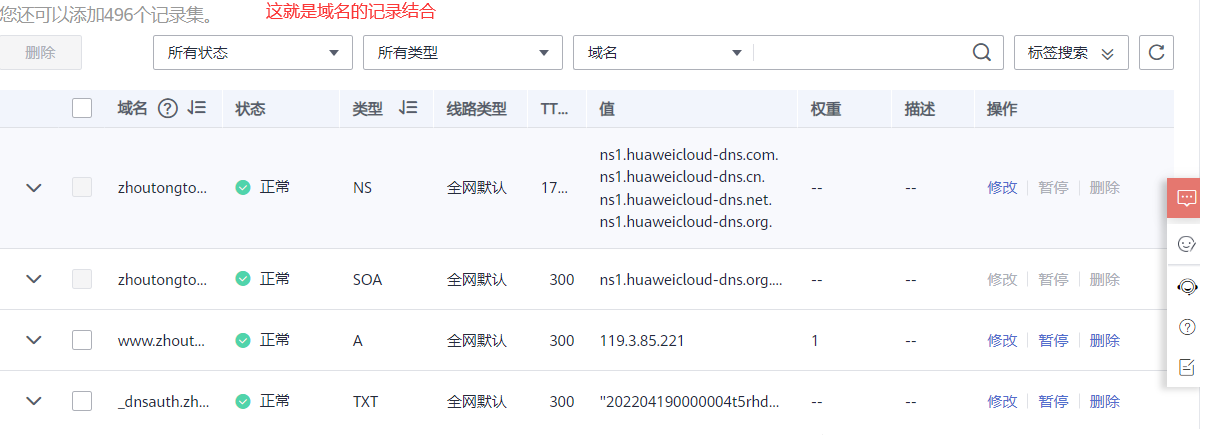 您还可以添加496个记录集。
这就是域名的记录结合
删除 所有状态 所有类型 域名 标签搜索
域名 状态 类型 线路类型 TT... 值 权重 描述 操作
ns1.huaweicloud-dns.com.
ns1.huaweicloud-dns.cn.
zhoutongto... 正常 NS 全网默认 17... -- -- 修改 暂停 删除
ns1.huaweicloud-dns.net.
ns1.huaweicloud-dns.org.
zhoutongto... 正常 SOA 全网默认 300 ns1.huaweicloud-dns.org.... -- -- 修改 暂停 删除
www.zhout... 正常 A 全网默认 300 119.3.85.221 1 -- 修改 暂停 删除
_dnsauth.zh... 正常 TXT 全网默认 300 "202204190000004t5rhd... -- -- 修改 暂停 删除